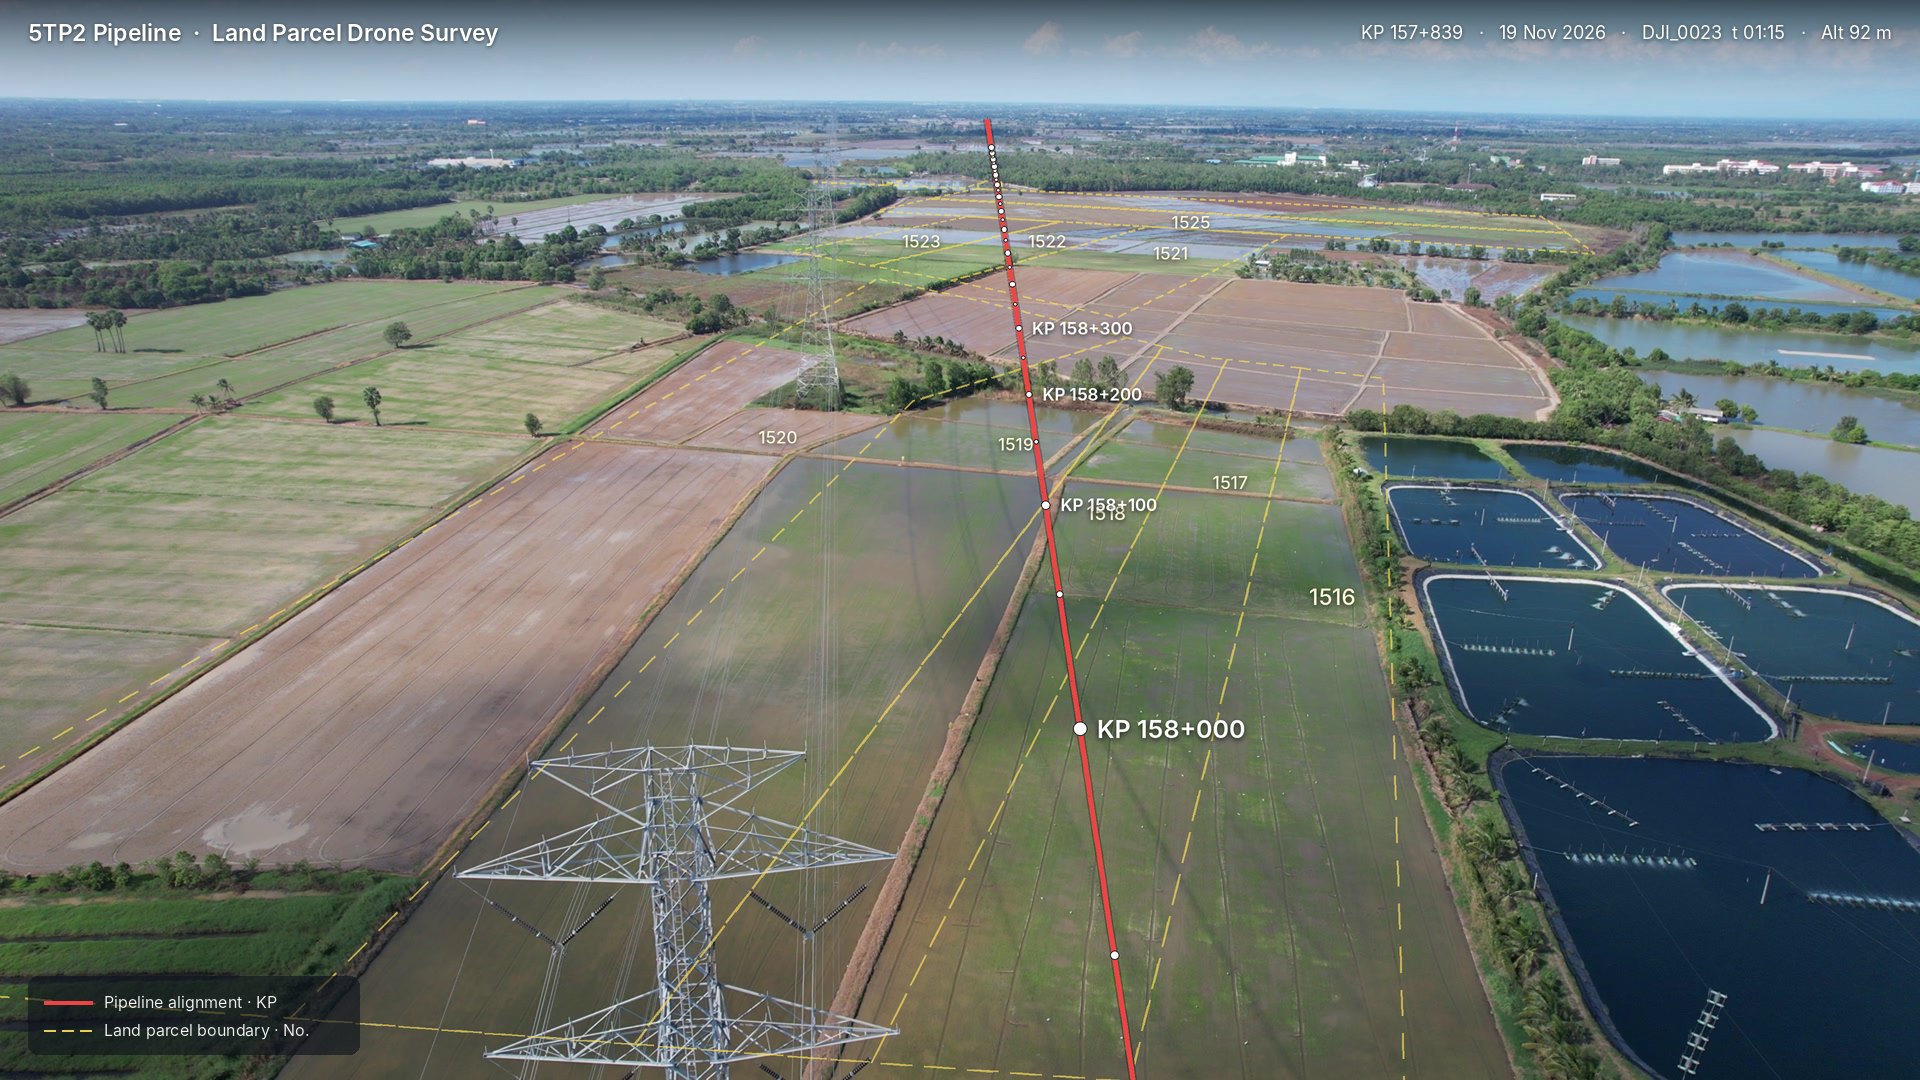 5TP2 Pipeline · Land Parcel Drone Survey
KP 157+839 · 19 Nov 2026 · DJI_0023 t 01:15 · Alt 92 m
1525
1523
1522
1521
KP 158+300
KP 158+200
1520
1519
1517
KP 158+100
1518
1516
KP 158+000
Pipeline alignment · KP
Land parcel boundary · No.